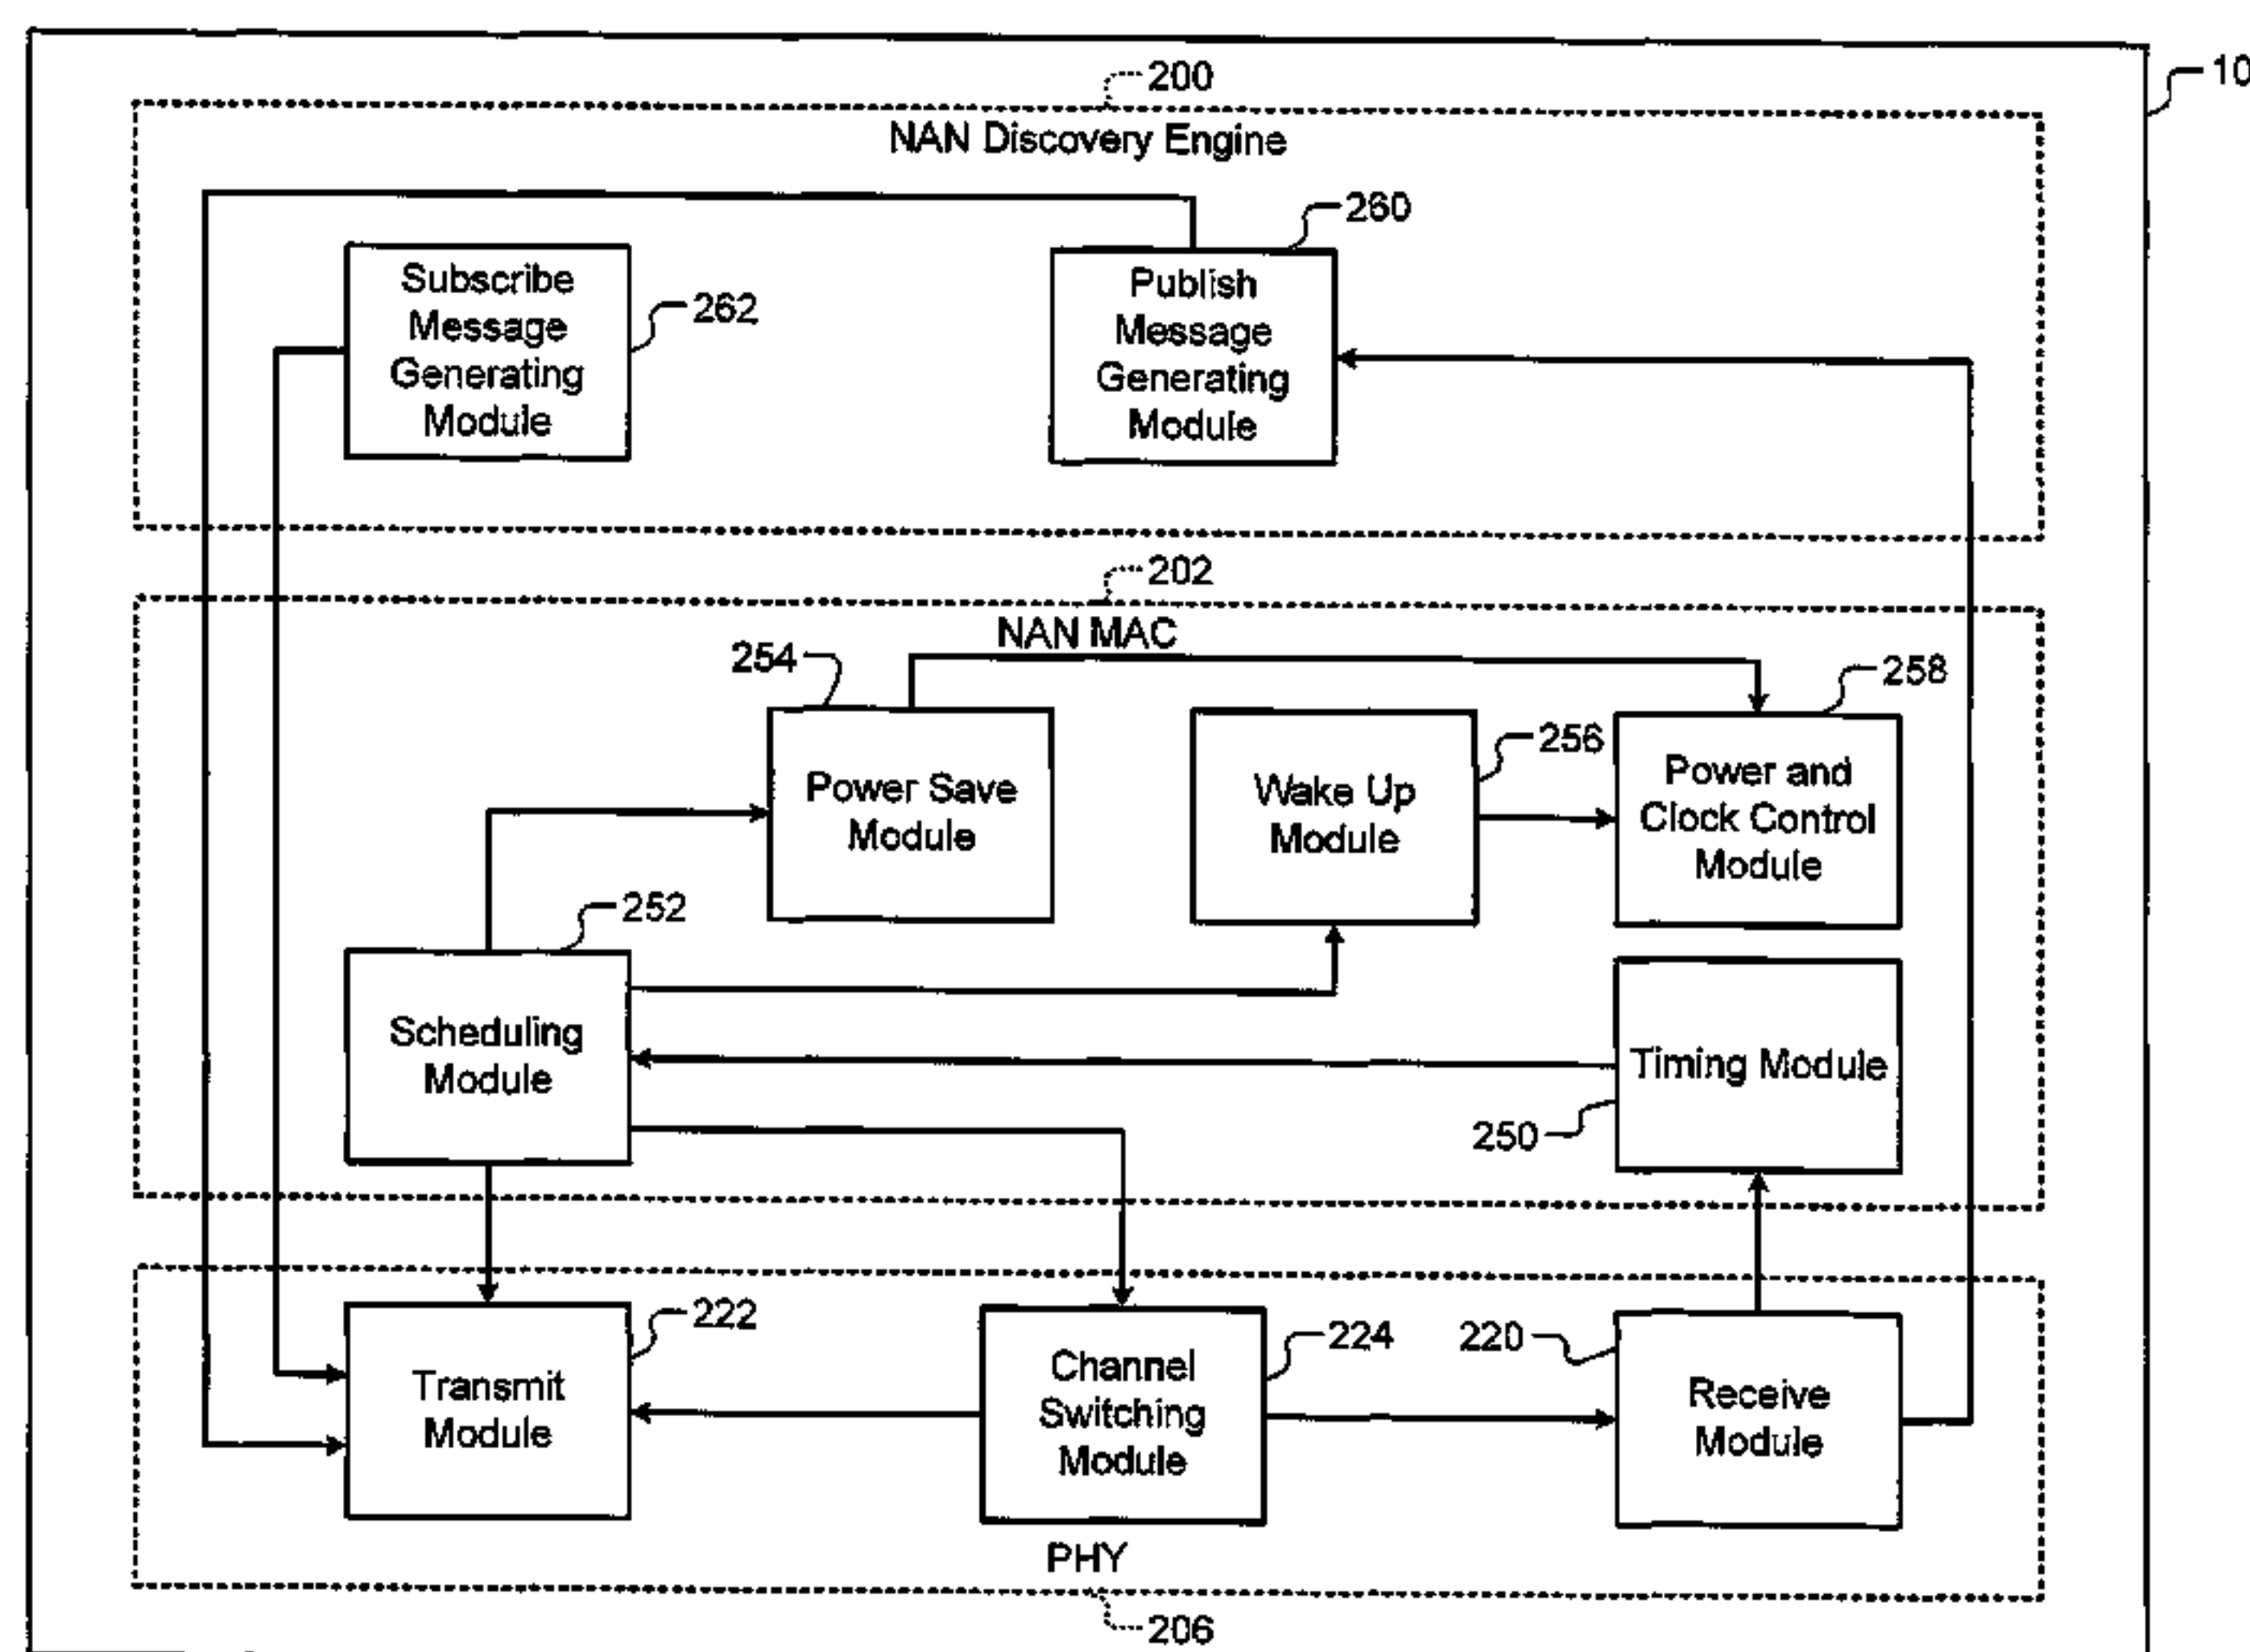 200
10
NAN Discovery Engine
260
Subscribe
Message
Generating
Module
262
Publish
Message
Generating
Module
202
NAN MAC
254
258
Power Save
Module
Wake Up
Module
256
Power and
Clock Control
Module
252
Scheduling
Module
Timing Module
250
222
224
220
Transmit
Module
Channel
Switching
Module
Receive
Module
PHY
206